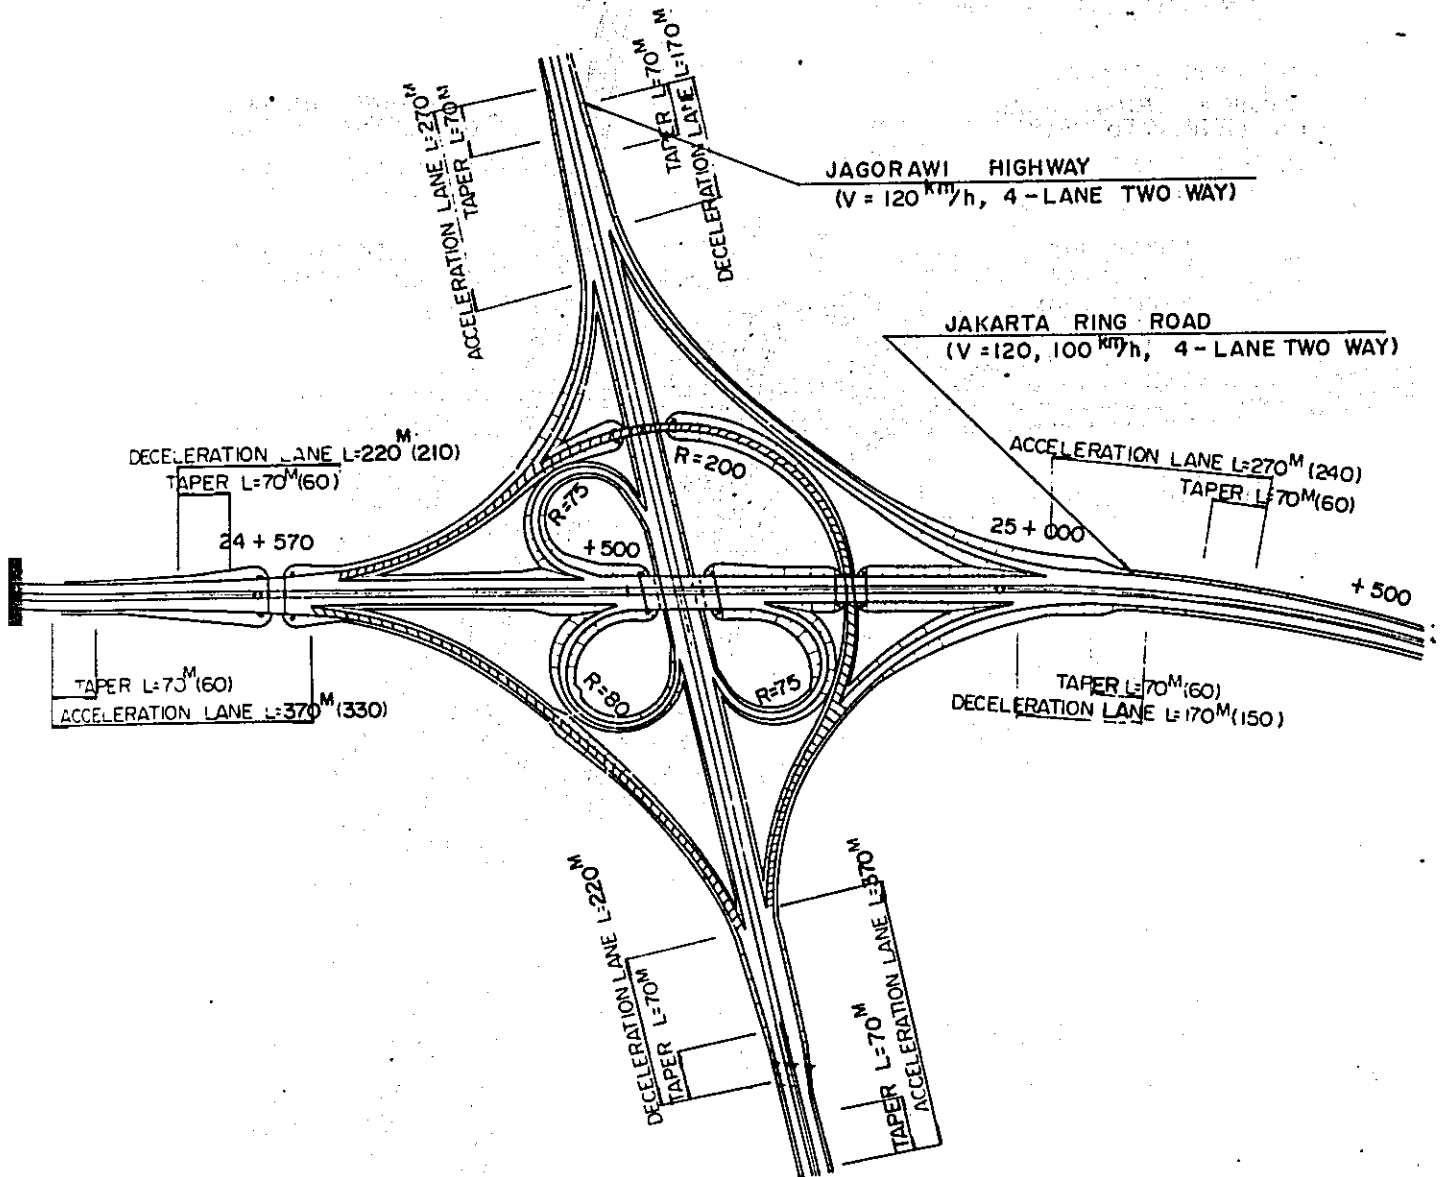 ACCELERATION LANE L=270M
TAPER L=70M
TAPER L=70M
DECELERATION LANE L=170M
JAGORAWI HIGHWAY
(V = 120 km/h, 4-LANE TWO WAY)
JAKARTA RING ROAD
(V =120, 100 km/h, 4-LANE TWO WAY)
DECELERATION LANE L=220M (210)
TAPER L=70M(60)
24 + 570
R=75
R=200
+500
25 + 000
ACCELERATION LANE L=270M (240)
TAPER L=70M(60)
+500
TAPER L=70M(60)
ACCELERATION LANE L=370M(330)
R=80
R=75
TAPER L=70M(60)
DECELERATION LANE L=170M(150)
DECELERATION LANE L=220M
TAPER L=70M
TAPER L=70M
ACCELERATION LANE L=370M